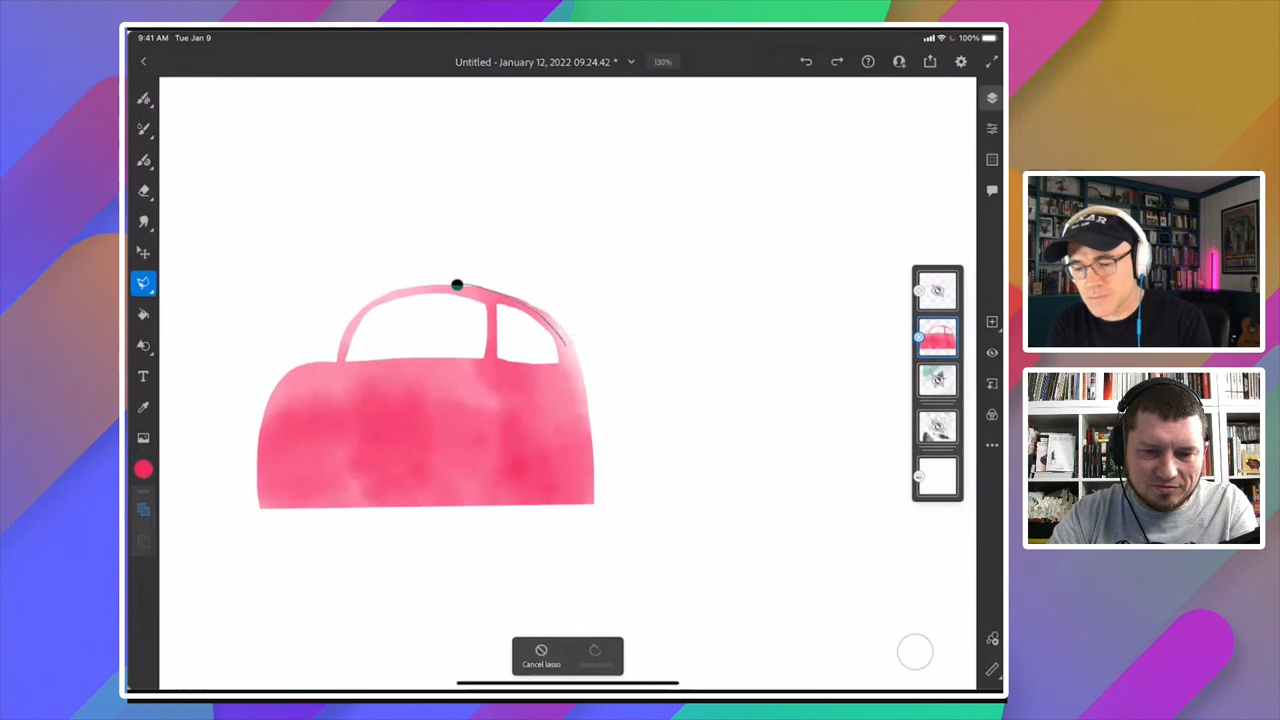 9:41 AM Tue Jan 9
100%
Untitled - January 12, 2022 09.24.42 *
130%
T
Cancel lasso